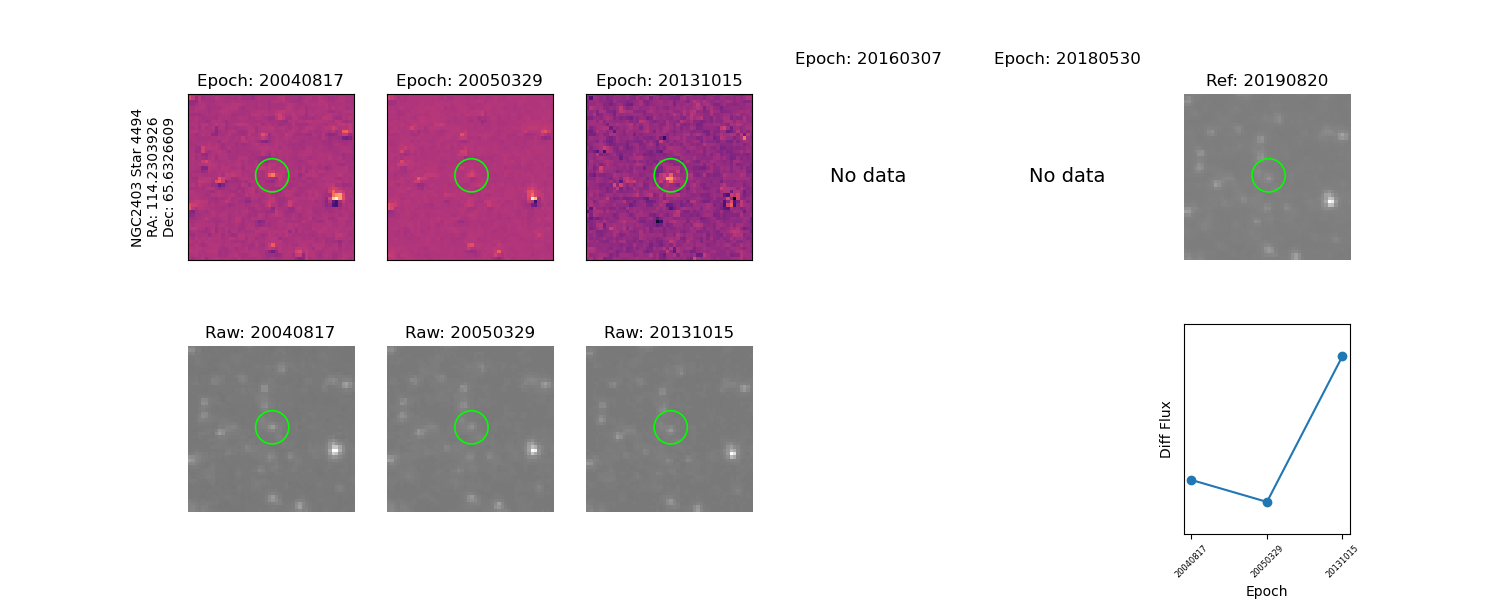 Epoch: 20040817
Epoch: 20050329
Epoch: 20131015
Epoch: 20160307
Epoch: 20180530
Ref: 20190820
NGC2403 Star 4494
RA: 114.2303926
Dec: 65.6326609
No data
No data
Raw: 20040817
Raw: 20050329
Raw: 20131015
Diff Flux
20040817
20050329
20131015
Epoch